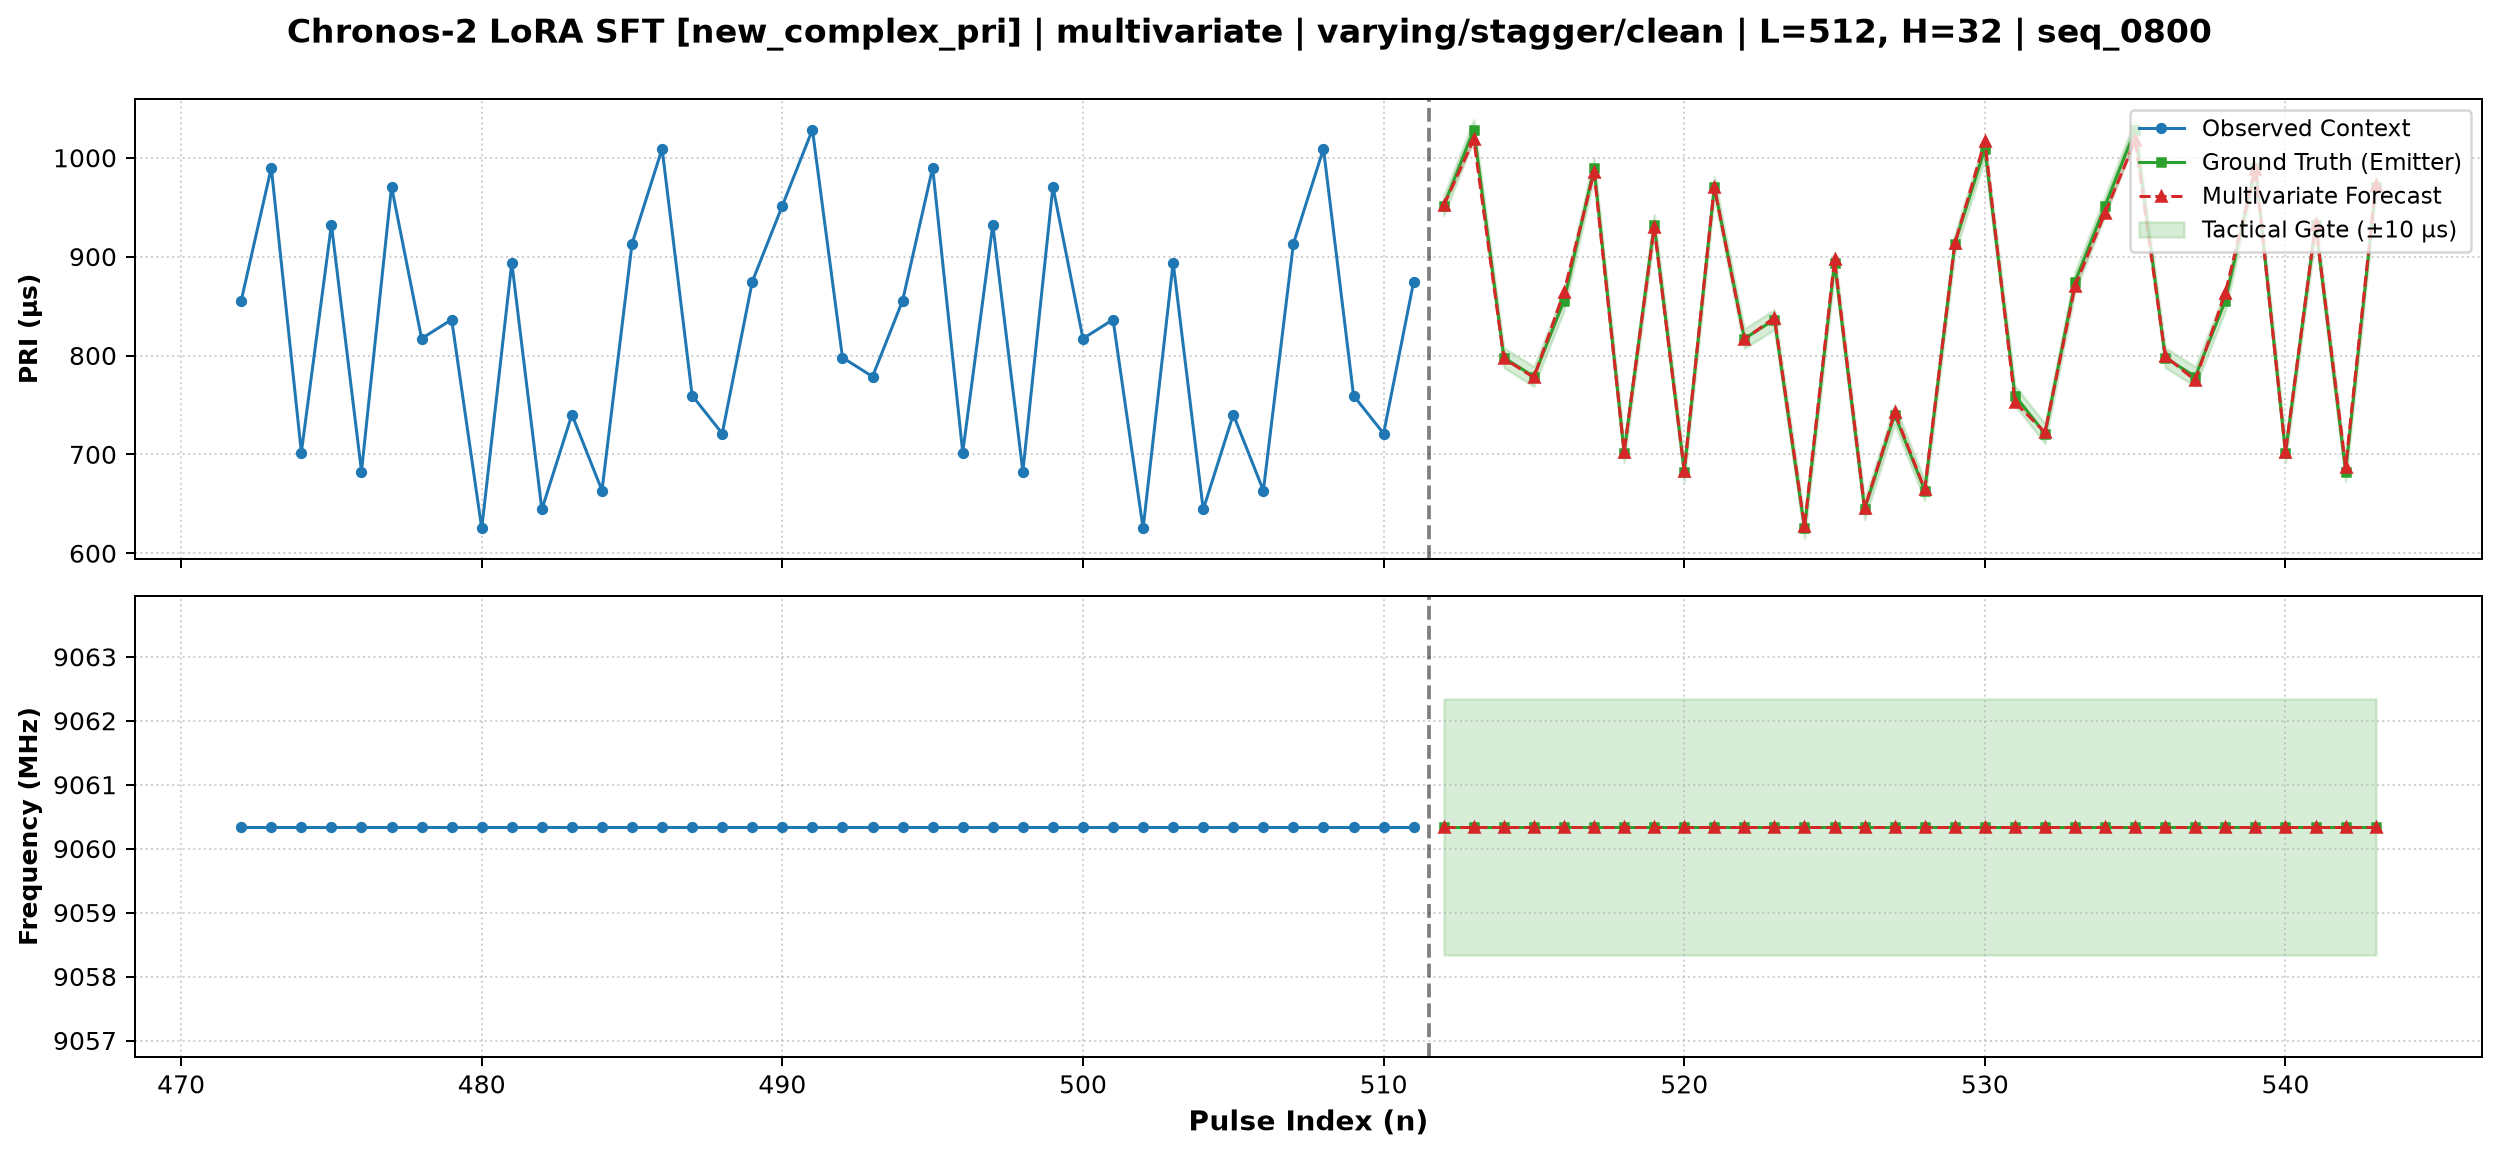 Chronos-2 LoRA SFT [new_complex_pri] | multivariate | varying/stagger/clean | L=512, H=32 | seq_0800
PRI (µs)
1000
900
800
700
600
Observed Context
Ground Truth (Emitter)
Multivariate Forecast
Tactical Gate (±10 µs)
Frequency (MHz)
9063
9062
9061
9060
9059
9058
9057
470 480 490 500 510 520 530 540
Pulse Index (n)